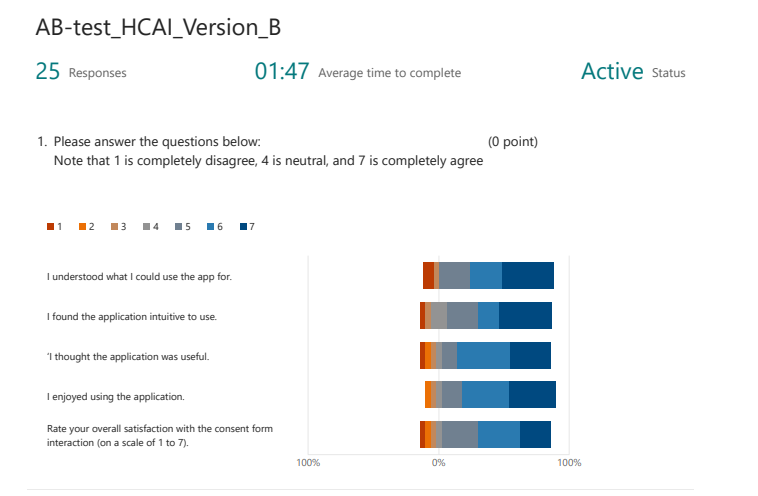 AB-test_HCAI_Version_B
25 Responses 01:47 Average time to complete Active Status
1. Please answer the questions below: (0 point)
Note that 1 is completely disagree, 4 is neutral, and 7 is completely agree
1 2 3 4 5 6 7
I understood what I could use the app for.
I found the application intuitive to use.
'I thought the application was useful.
I enjoyed using the application.
Rate your overall satisfaction with the consent form
interaction (on a scale of 1 to 7).
100% 0% 100%